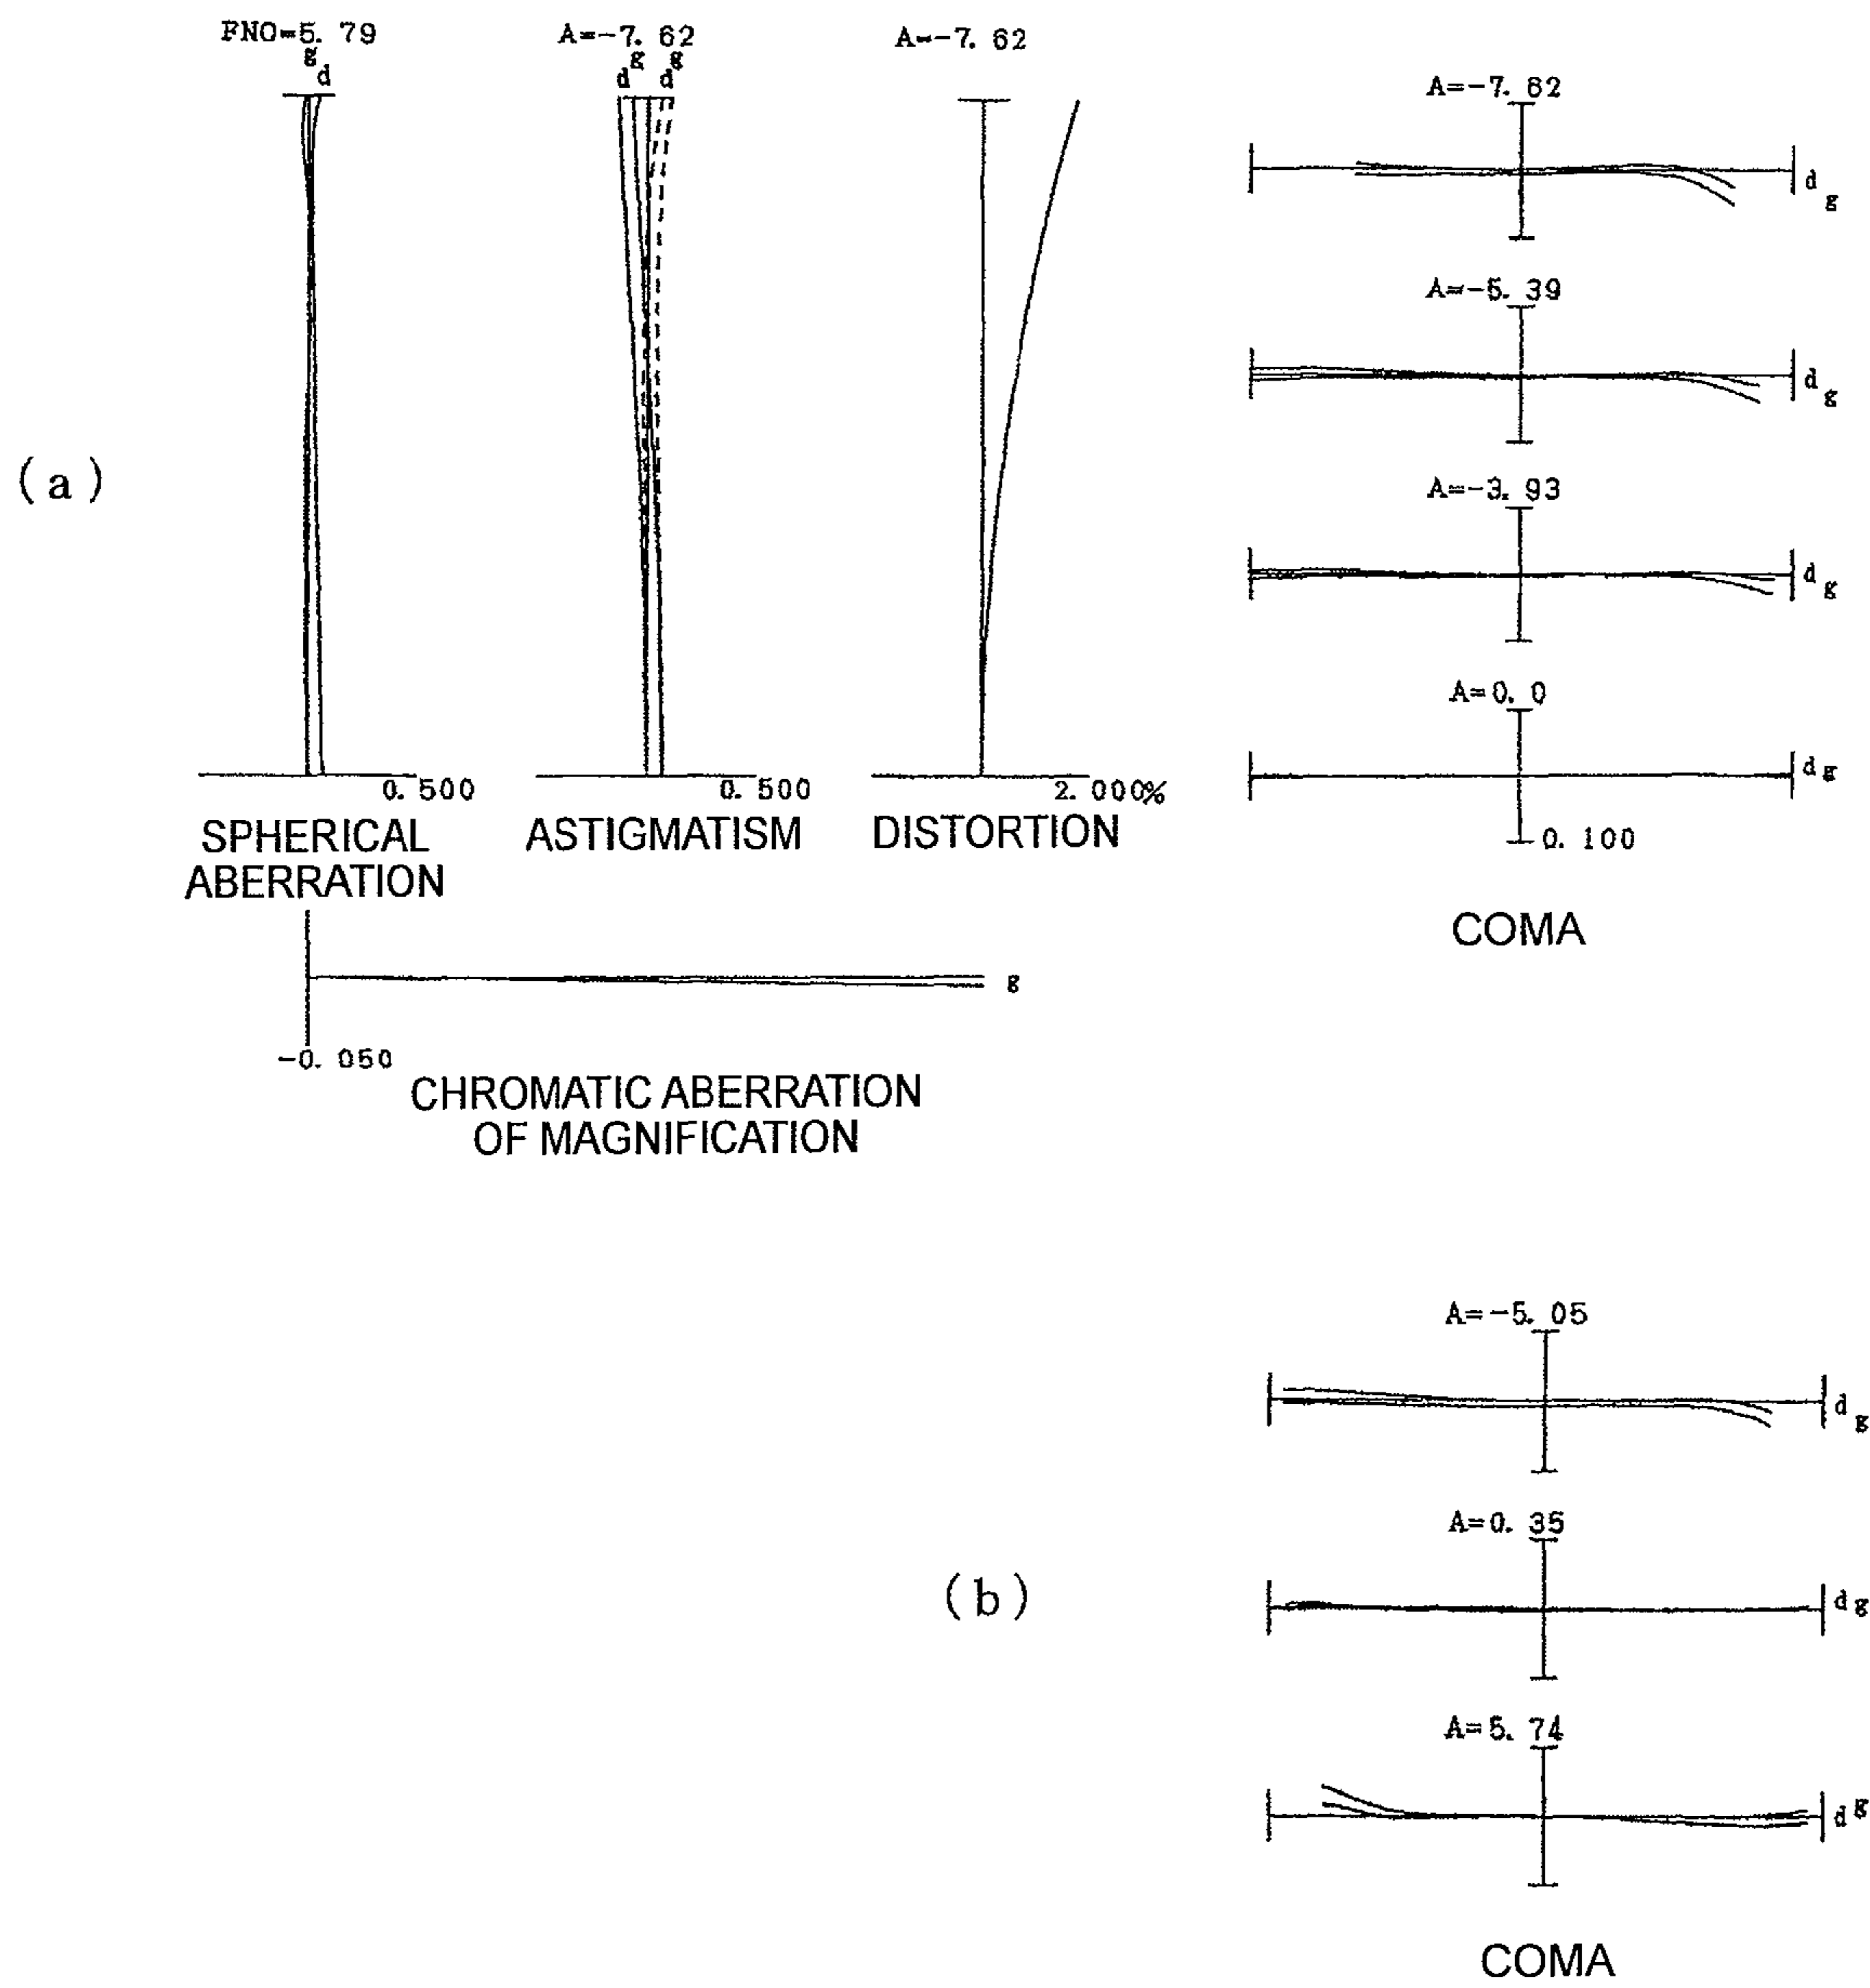 (a)
FNO=5.79
g
d
0.500
SPHERICAL
ABERRATION
A=-7.62
d g d g
0.500
ASTIGMATISM
A=-7.62
2.000%
DISTORTION
g
-0.050
CHROMATIC ABERRATION
OF MAGNIFICATION
A=-7.62
d g
A=-5.39
d g
A=-3.93
d g
A=0.0
d g
0.100
COMA
(b)
A=-5.05
d g
A=0.35
d g
A=5.74
d g
COMA